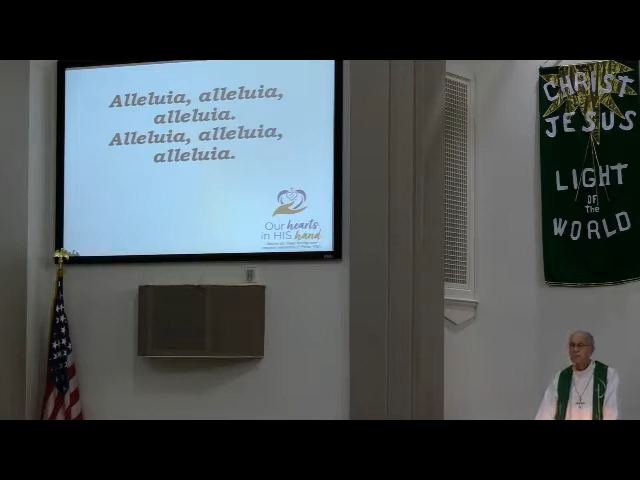 Alleluia, alleluia,
alleluia.
Alleluia, alleluia,
alleluia.
Our hearts
in HIS hand
CHRIST
JESUS
LIGHT
OF
The
WORLD